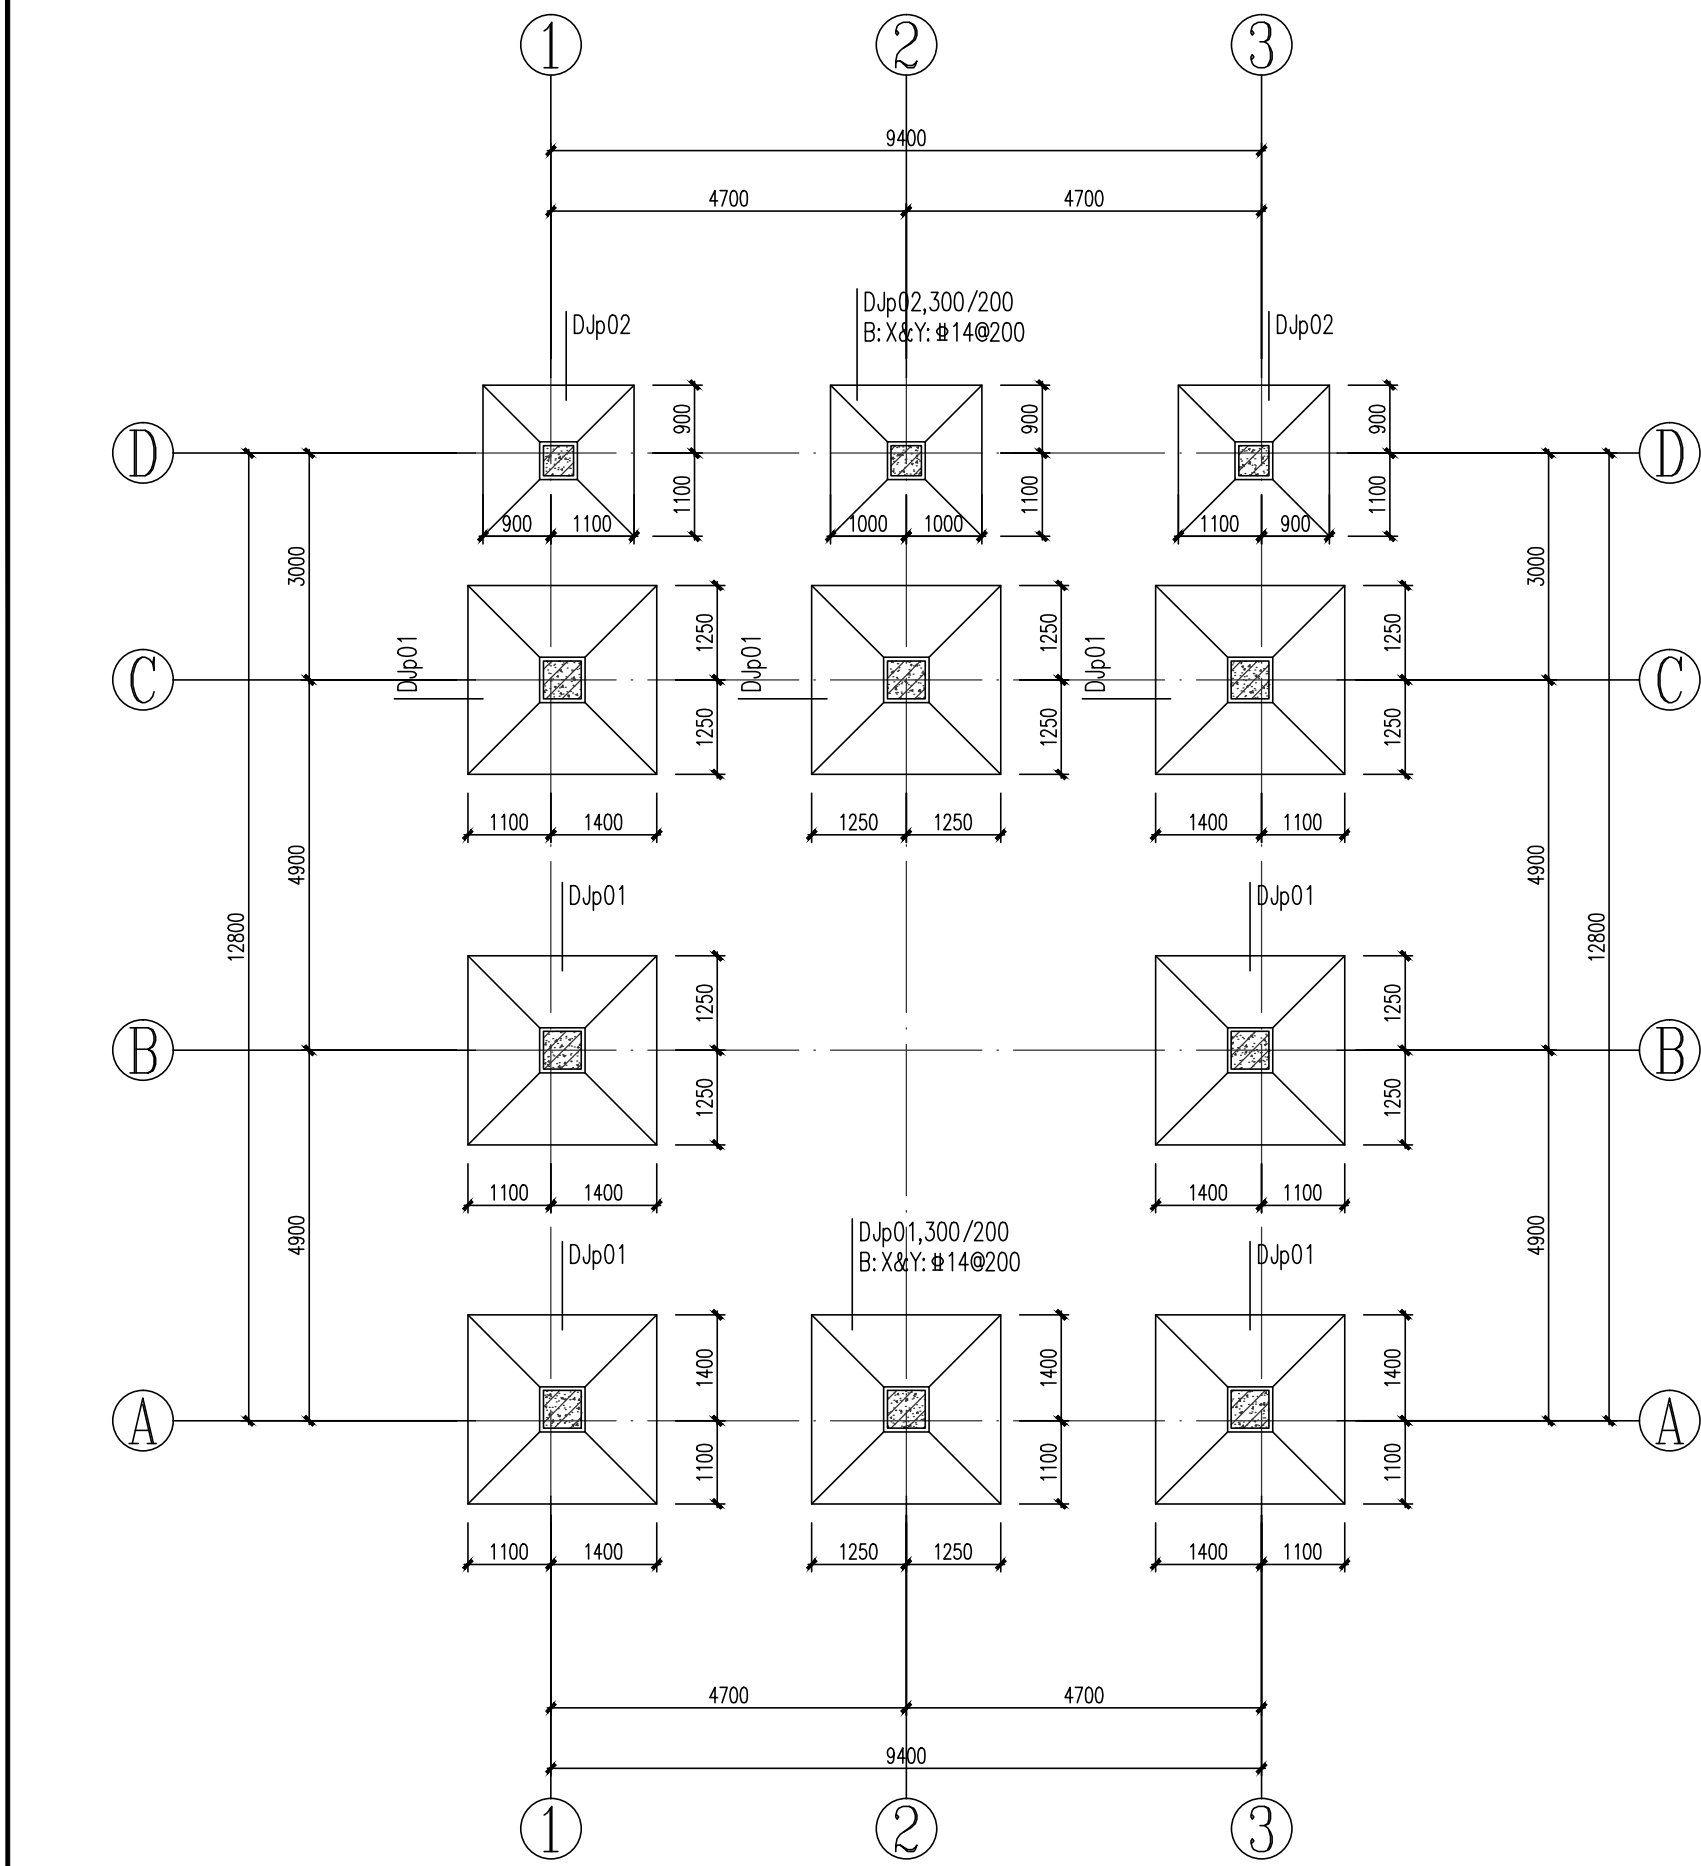 1 2 3
9400
4700 4700
DJp02,300/200
B:X&Y:⏀14@200
DJp02
DJp02
900 900 900
D D
1100 1100 1100
900 1100 1000 1000 1100 900
3000 3000
1250 1250 1250
DJp01 DJp01 DJp01
C C
1250 1250 1250
1100 1400 1250 1250 1400 1100
4900 4900
DJp01 DJp01
12800 12800
1250 1250
B B
1250 1250
1100 1400 1400 1100
4900 4900
DJp01,300/200
B:X&Y:⏀14@200
DJp01 DJp01
1400 1400 1400
A A
1100 1100 1100
1100 1400 1250 1250 1400 1100
4700 4700
9400
1 2 3